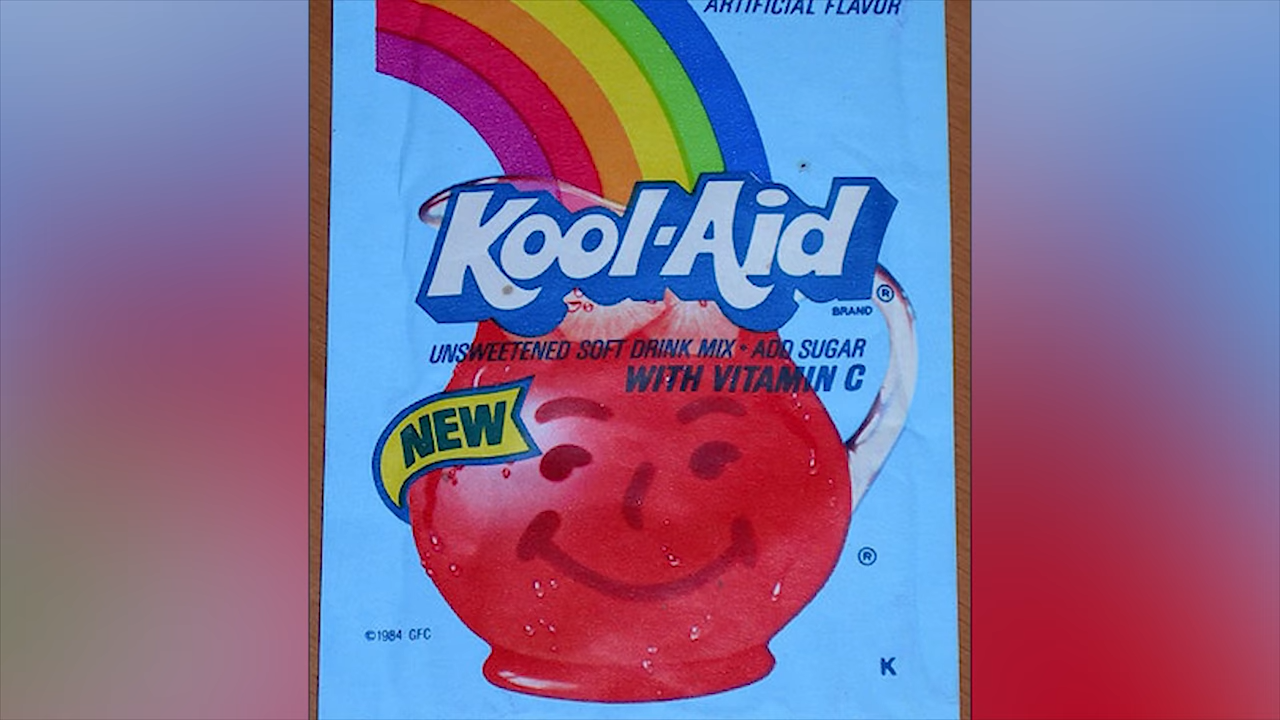 ARTIFICIAL FLAVOR
Kool-Aid
®
BRAND
UNSWEETENED SOFT DRINK MIX • ADD SUGAR
WITH VITAMIN C
NEW
®
©1984 GFC
K